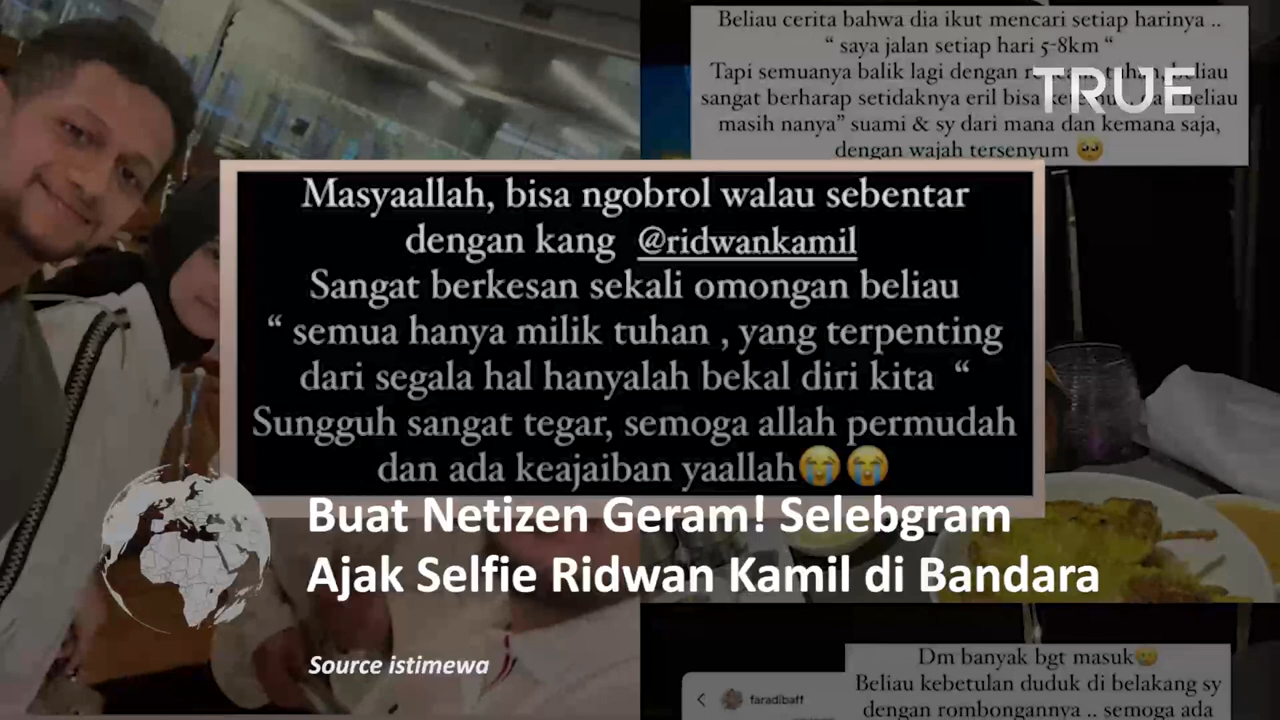 Beliau cerita bahwa dia ikut mencari setiap harinya ..
“ saya jalan setiap hari 5-8km “
Tapi semuanya balik lagi dengan tuhan, beliau
sangat berharap setidaknya eril bisa beliau
masih nanya” suami & sy dari mana dan kemana saja,
dengan wajah tersenyum 🥺
TRUE
Masyaallah, bisa ngobrol walau sebentar
dengan kang @ridwankamil
Sangat berkesan sekali omongan beliau
“ semua hanya milik tuhan , yang terpenting
dari segala hal hanyalah bekal diri kita “
Sungguh sangat tegar, semoga allah permudah
dan ada keajaiban yaallah😭😭
Buat Netizen Geram! Selebgram
Ajak Selfie Ridwan Kamil di Bandara
Source istimewa
Dm banyak bgt masuk🥲
Beliau kebetulan duduk di belakang sy
dengan rombongannya .. semoga ada
faradibaff